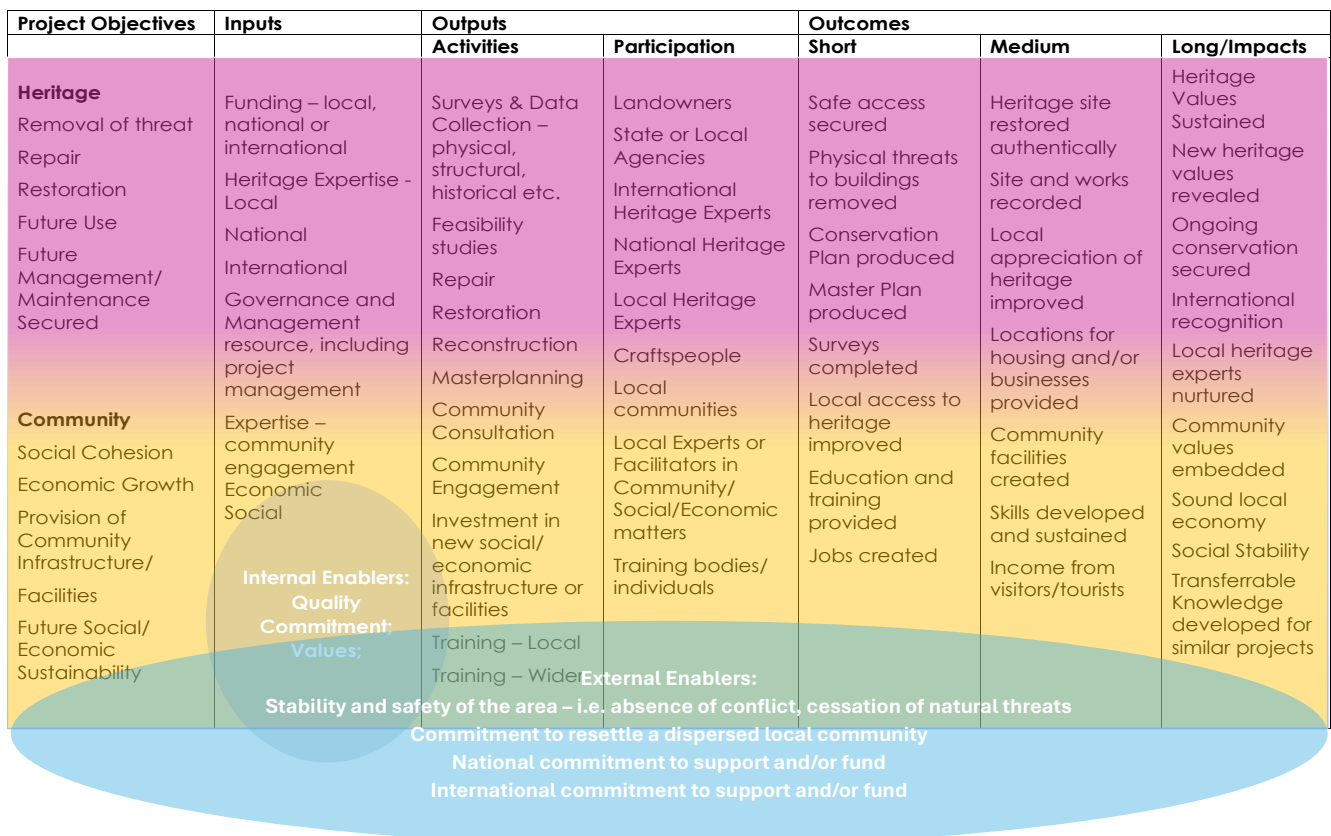 Project Objectives
Inputs
Outputs
Outcomes
Activities
Participation
Short
Medium
Long/Impacts
Heritage
Removal of threat
Repair
Restoration
Future Use
Future
Management/
Maintenance
Secured
Community
Social Cohesion
Economic Growth
Provision of
Community
Infrastructure/
Facilities
Future Social/
Economic
Sustainability
Funding – local,
national or
international
Heritage Expertise -
Local
National
International
Governance and
Management
resource, including
project
management
Expertise –
community
engagement
Economic
Social
Surveys & Data
Collection –
physical,
structural,
historical etc.
Feasibility
studies
Repair
Restoration
Reconstruction
Masterplanning
Community
Consultation
Community
Engagement
Investment in
new social/
economic
infrastructure or
facilities
Training – Local
Training – Wider
Landowners
State or Local
Agencies
International
Heritage Experts
National Heritage
Experts
Local Heritage
Experts
Craftspeople
Local
communities
Local Experts or
Facilitators in
Community/
Social/Economic
matters
Training bodies/
individuals
Safe access
secured
Physical threats
to buildings
removed
Conservation
Plan produced
Master Plan
produced
Surveys
completed
Local access to
heritage
improved
Education and
training
provided
Jobs created
Heritage site
restored
authentically
Site and works
recorded
Local
appreciation of
heritage
improved
Locations for
housing and/or
businesses
provided
Community
facilities
created
Skills developed
and sustained
Income from
visitors/tourists
Heritage
Values
Sustained
New heritage
values
revealed
Ongoing
conservation
secured
International
recognition
Local heritage
experts
nurtured
Community
values
embedded
Sound local
economy
Social Stability
Transferrable
Knowledge
developed for
similar projects
Internal Enablers:
Quality
Commitment;
Values;
External Enablers:
Stability and safety of the area – i.e. absence of conflict, cessation of natural threats
Commitment to resettle a dispersed local community
National commitment to support and/or fund
International commitment to support and/or fund